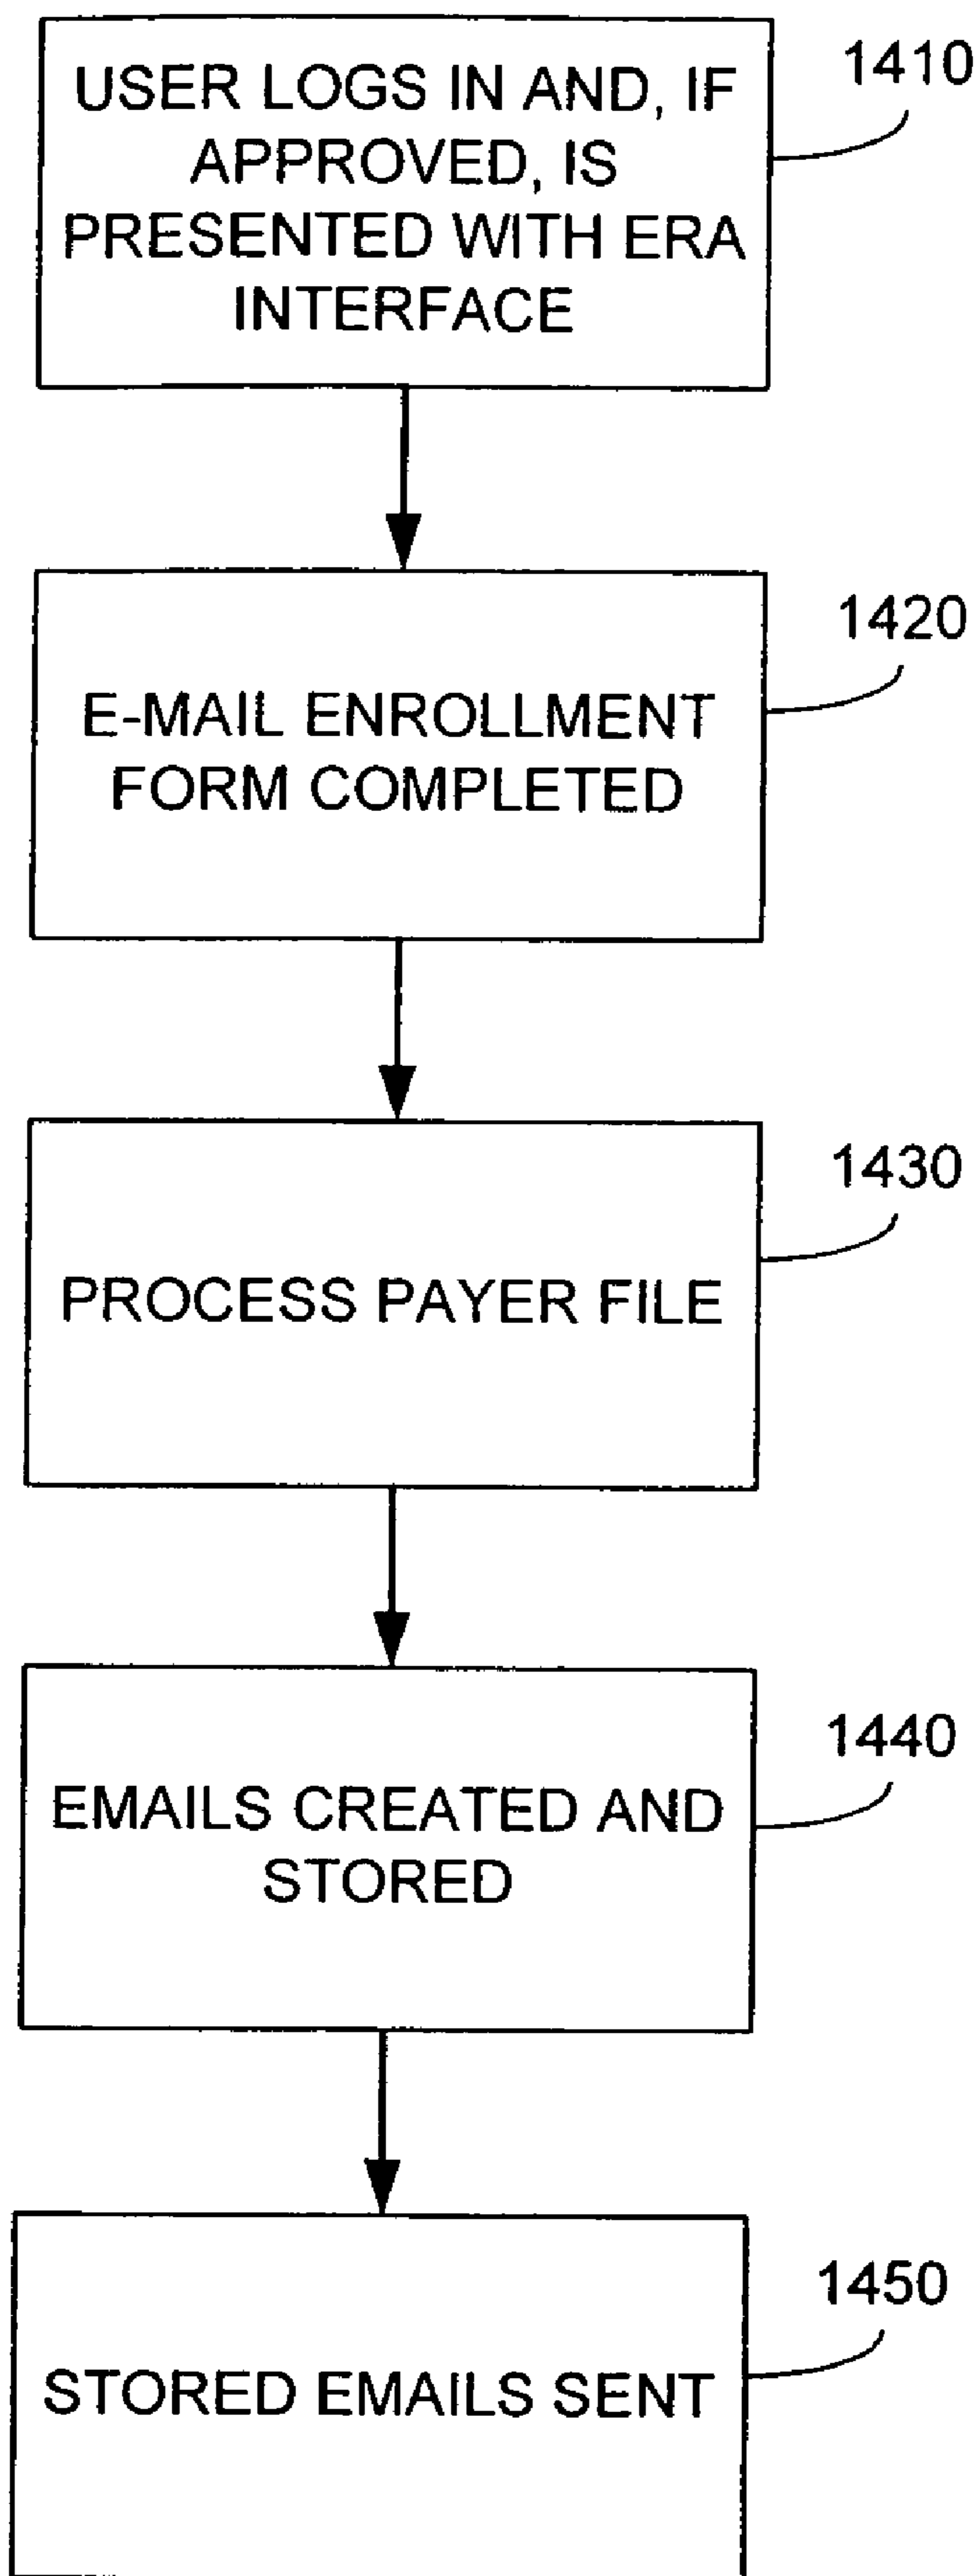 USER LOGS IN AND, IF
APPROVED, IS
PRESENTED WITH ERA
INTERFACE
1410
E-MAIL ENROLLMENT
FORM COMPLETED
1420
PROCESS PAYER FILE
1430
EMAILS CREATED AND
STORED
1440
STORED EMAILS SENT
1450